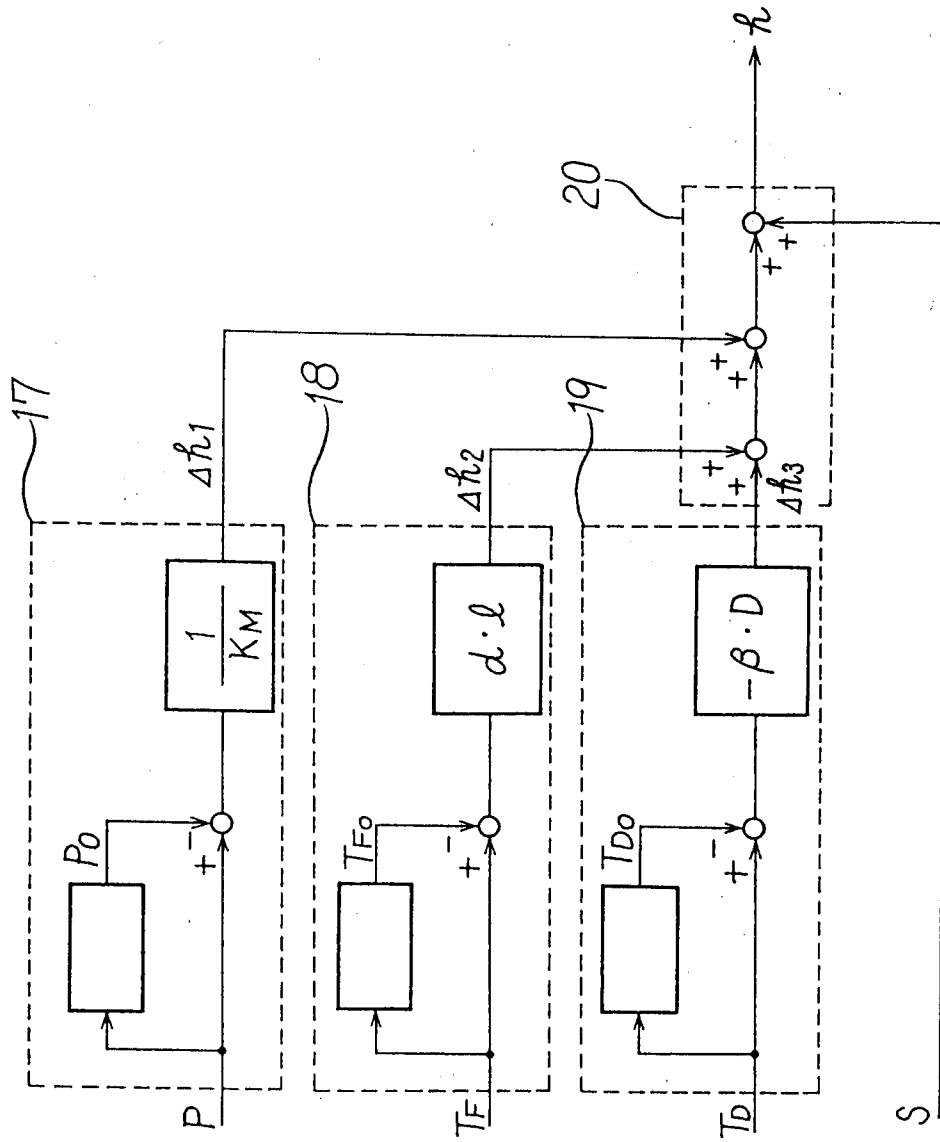 17
P
P0
+ -
1
KM
Δh1
18
TF
TF0
+ -
d · ℓ
Δh2
19
TD
TD0
+ -
-β · D
Δh3
20
+ +
+ +
+ +
h
S